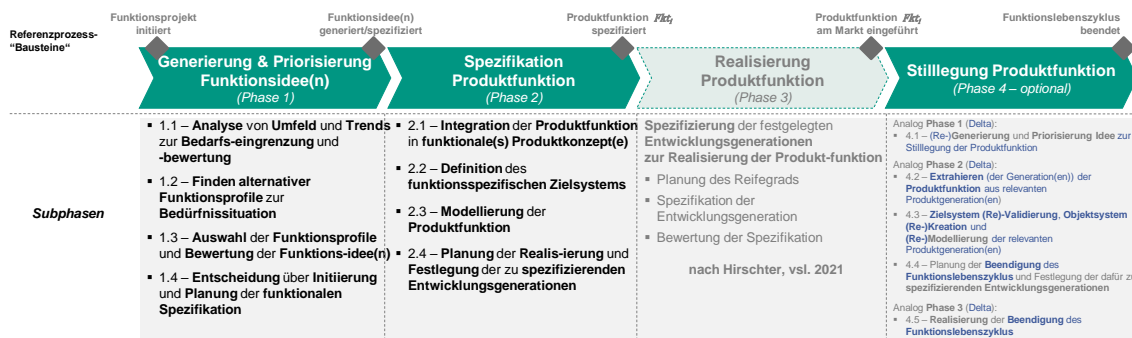 Referenzprozess-
“Bausteine“
Funktionsprojekt
initiiert
Funktionsidee(n)
generiert/spezifiziert
Produktfunktion Fkt,
spezifiziert
Produktfunktion Fkt,
am Markt eingeführt
Funktionslebenszyklus
beendet
Generierung & Priorisierung
Funktionsidee(n)
(Phase 1)
Spezifikation
Produktfunktion
(Phase 2)
Realisierung
Produktfunktion
(Phase 3)
Stilllegung Produktfunktion
(Phase 4 – optional)
Subphasen
▪ 1.1 – Analyse von Umfeld und Trends
zur Bedarfs-eingrenzung und
-bewertung
▪ 1.2 – Finden alternativer
Funktionsprofile zur
Bedürfnissituation
▪ 1.3 – Auswahl der Funktionsprofile
und Bewertung der Funktions-idee(n)
▪ 1.4 – Entscheidung über Initiierung
und Planung der funktionalen
Spezifikation
▪ 2.1 – Integration der Produktfunktion
in funktionale(s) Produktkonzept(e)
▪ 2.2 – Definition des
funktionsspezifischen Zielsystems
▪ 2.3 – Modellierung der
Produktfunktion
▪ 2.4 – Planung der Realis-ierung und
Festlegung der zu spezifizierenden
Entwicklungsgenerationen
Spezifizierung der festgelegten
Entwicklungsgenerationen
zur Realisierung der Produkt-funktion
▪ Planung des Reifegrads
▪ Spezifikation der
Entwicklungsgeneration
▪ Bewertung der Spezifikation
nach Hirschter, vsl. 2021
Analog Phase 1 (Delta):
▪ 4.1 – (Re-)Generierung und Priorisierung Idee zur
Stilllegung der Produktfunktion
Analog Phase 2 (Delta):
▪ 4.2 – Extrahieren (der Generation(en)) der
Produktfunktion aus relevanten
Produktgeneration(en)
▪ 4.3 – Zielsystem (Re)-Validierung, Objektsystem
(Re-)Kreation und
(Re-)Modellierung der relevanten
Produktgeneration(en)
▪ 4.4 – Planung der Beendigung des
Funktionslebenszyklus und Festlegung der dafür zu
spezifizierenden Entwicklungsgenerationen
Analog Phase 3 (Delta):
▪ 4.5 – Realisierung der Beendigung des
Funktionslebenszyklus